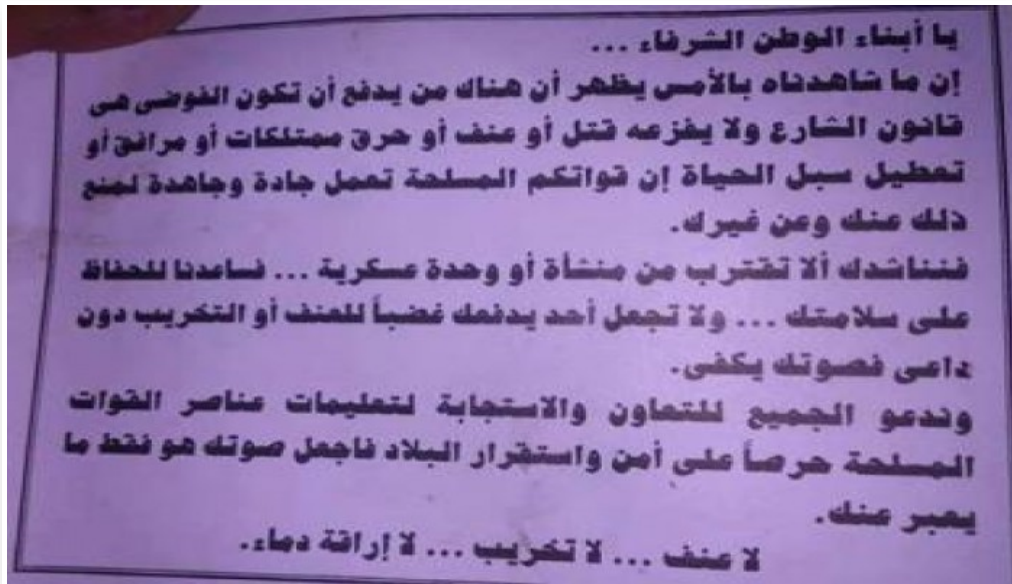 يا أبناء الوطن الشرفاء ...
إن ما شاهدناه بالأمس يظهر أن هناك من يدفع أن تكون الفوضى هى
قانون الشارع ولا يفزعه قتل أو عنف أو حرق ممتلكات أو مرافق أو
تعطيل سبل الحياة إن قواتكم المسلحة تعمل جادة وجاهدة لمنع
ذلك عنك وعن غيرك.
فنناشدك ألا تقترب من منشأة أو وحدة عسكرية ... فساعدنا للحفاظ
على سلامتك ... ولا تجعل أحد يدفعك غضباً للعنف أو التخريب دون
داعى فصوتك يكفى.
وندعو الجميع للتعاون والاستجابة لتعليمات عناصر القوات
المسلحة حرصاً على أمن واستقرار البلاد فاجعل صوتك هو فقط ما
يعبر عنك.
لا عنف ... لا تخريب ... لا إراقة دماء.